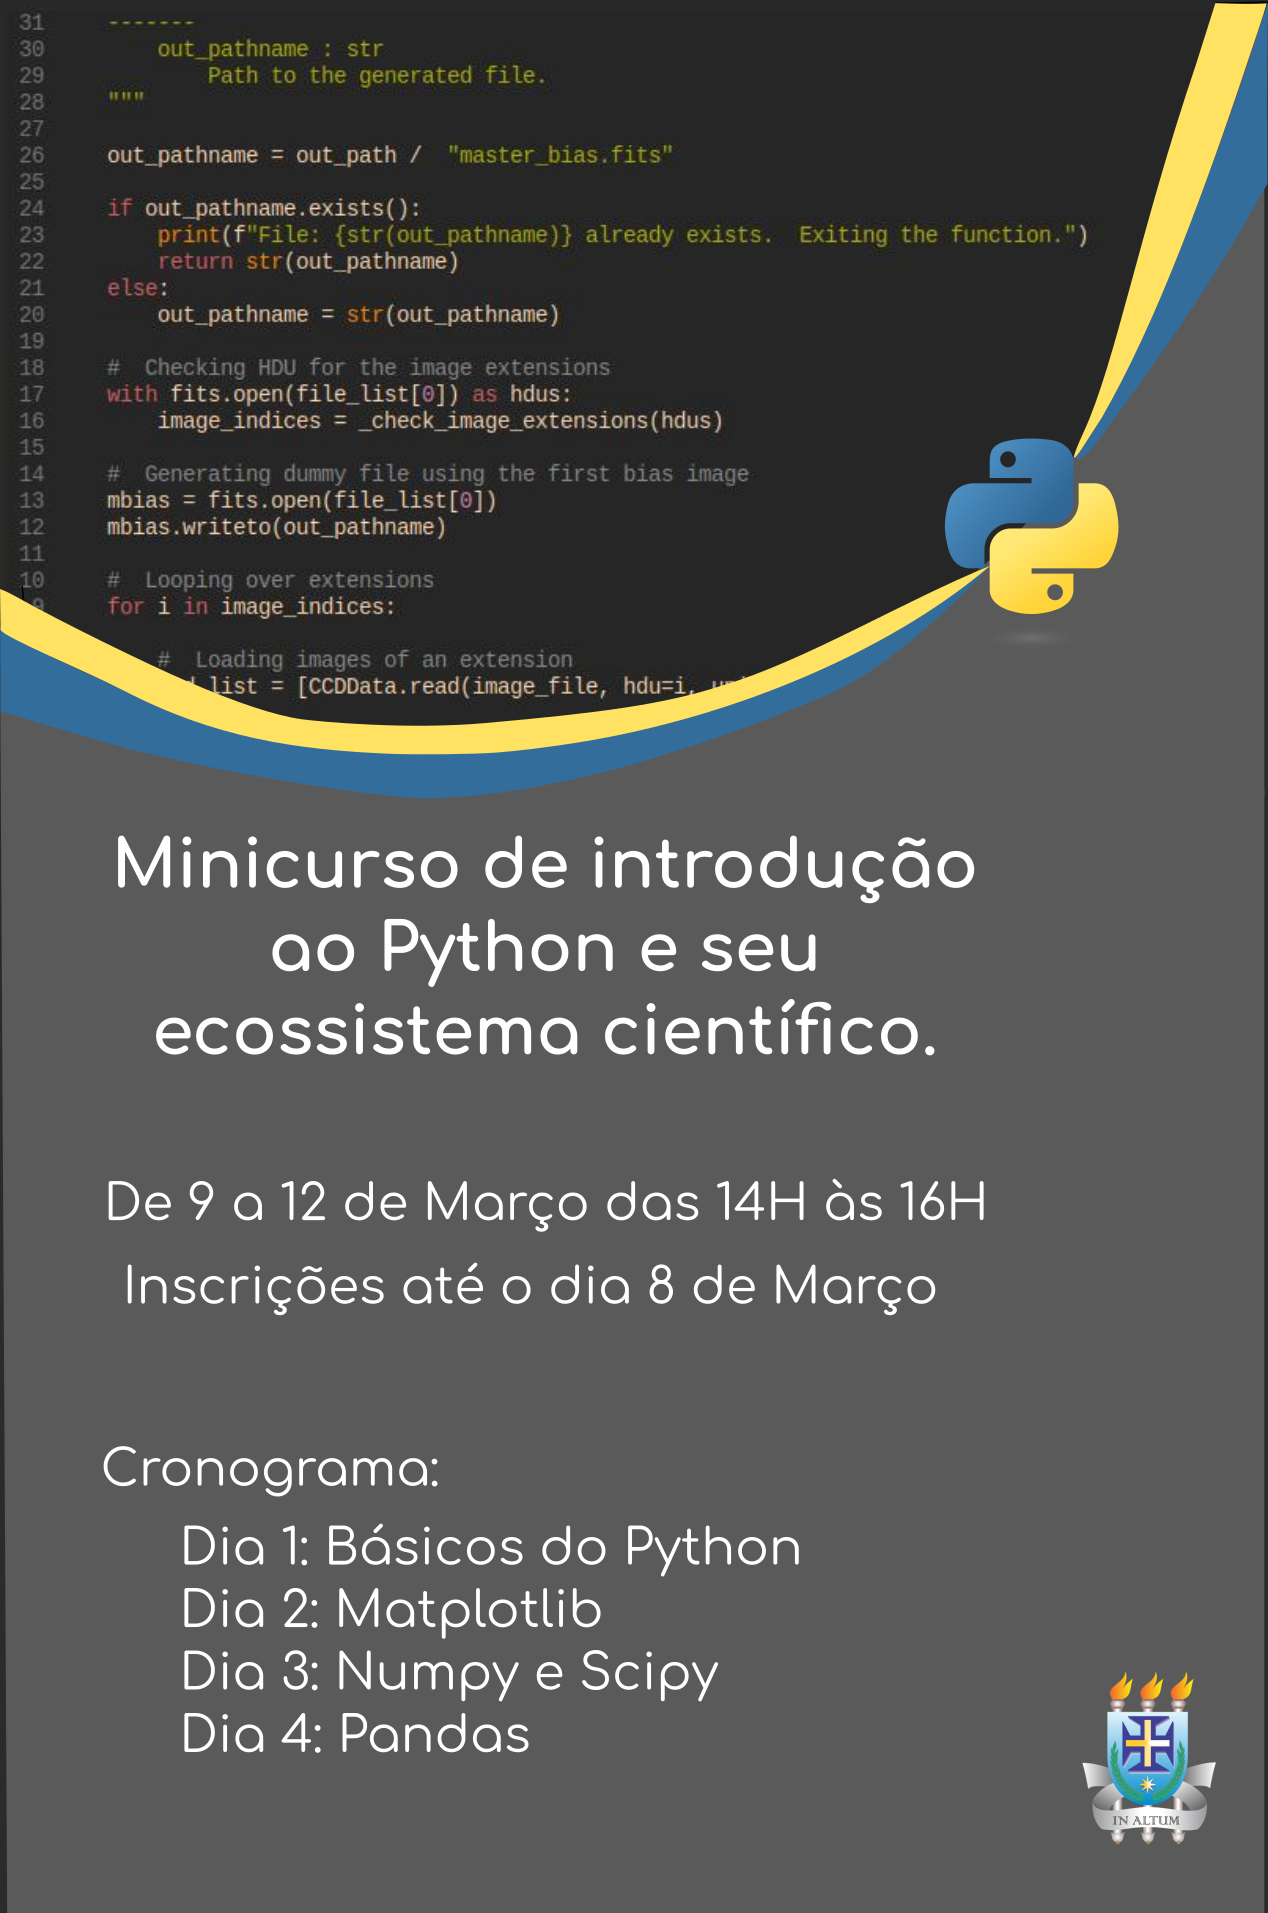 31 -------
30 out_pathname : str
29 Path to the generated file.
28 """
27
26 out_pathname = out_path / "master_bias.fits"
25
24 if out_pathname.exists():
23 print(f"File: {str(out_pathname)} already exists.  Exiting the function.")
22 return str(out_pathname)
21 else:
20 out_pathname = str(out_pathname)
19
18 #  Checking HDU for the image extensions
17 with fits.open(file_list[0]) as hdus:
16 image_indices = _check_image_extensions(hdus)
15
14 #  Generating dummy file using the first bias image
13 mbias = fits.open(file_list[0])
12 mbias.writeto(out_pathname)
11
10 #  Looping over extensions
9 for i in image_indices:
#  Loading images of an extension
_list = [CCDData.read(image_file, hdu=i,
Minicurso de introdução
ao Python e seu
ecossistema científico.
De 9 a 12 de Março das 14H às 16H
Inscrições até o dia 8 de Março
Cronograma:
Dia 1: Básicos do Python
Dia 2: Matplotlib
Dia 3: Numpy e Scipy
Dia 4: Pandas
IN ALTUM